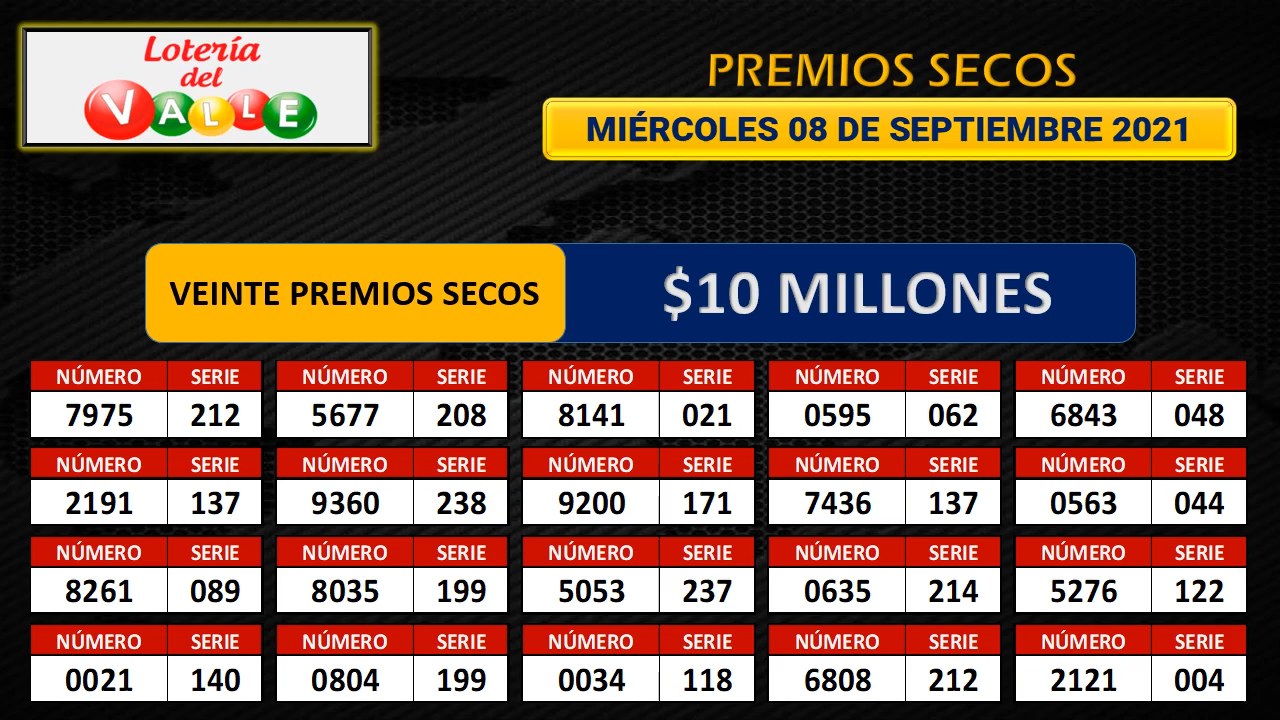 Lotería
del
VALLE
PREMIOS SECOS
MIÉRCOLES 08 DE SEPTIEMBRE 2021
VEINTE PREMIOS SECOS $10 MILLONES
NÚMERO SERIE NÚMERO SERIE NÚMERO SERIE NÚMERO SERIE NÚMERO SERIE
7975 212 5677 208 8141 021 0595 062 6843 048
NÚMERO SERIE NÚMERO SERIE NÚMERO SERIE NÚMERO SERIE NÚMERO SERIE
2191 137 9360 238 9200 171 7436 137 0563 044
NÚMERO SERIE NÚMERO SERIE NÚMERO SERIE NÚMERO SERIE NÚMERO SERIE
8261 089 8035 199 5053 237 0635 214 5276 122
NÚMERO SERIE NÚMERO SERIE NÚMERO SERIE NÚMERO SERIE NÚMERO SERIE
0021 140 0804 199 0034 118 6808 212 2121 004